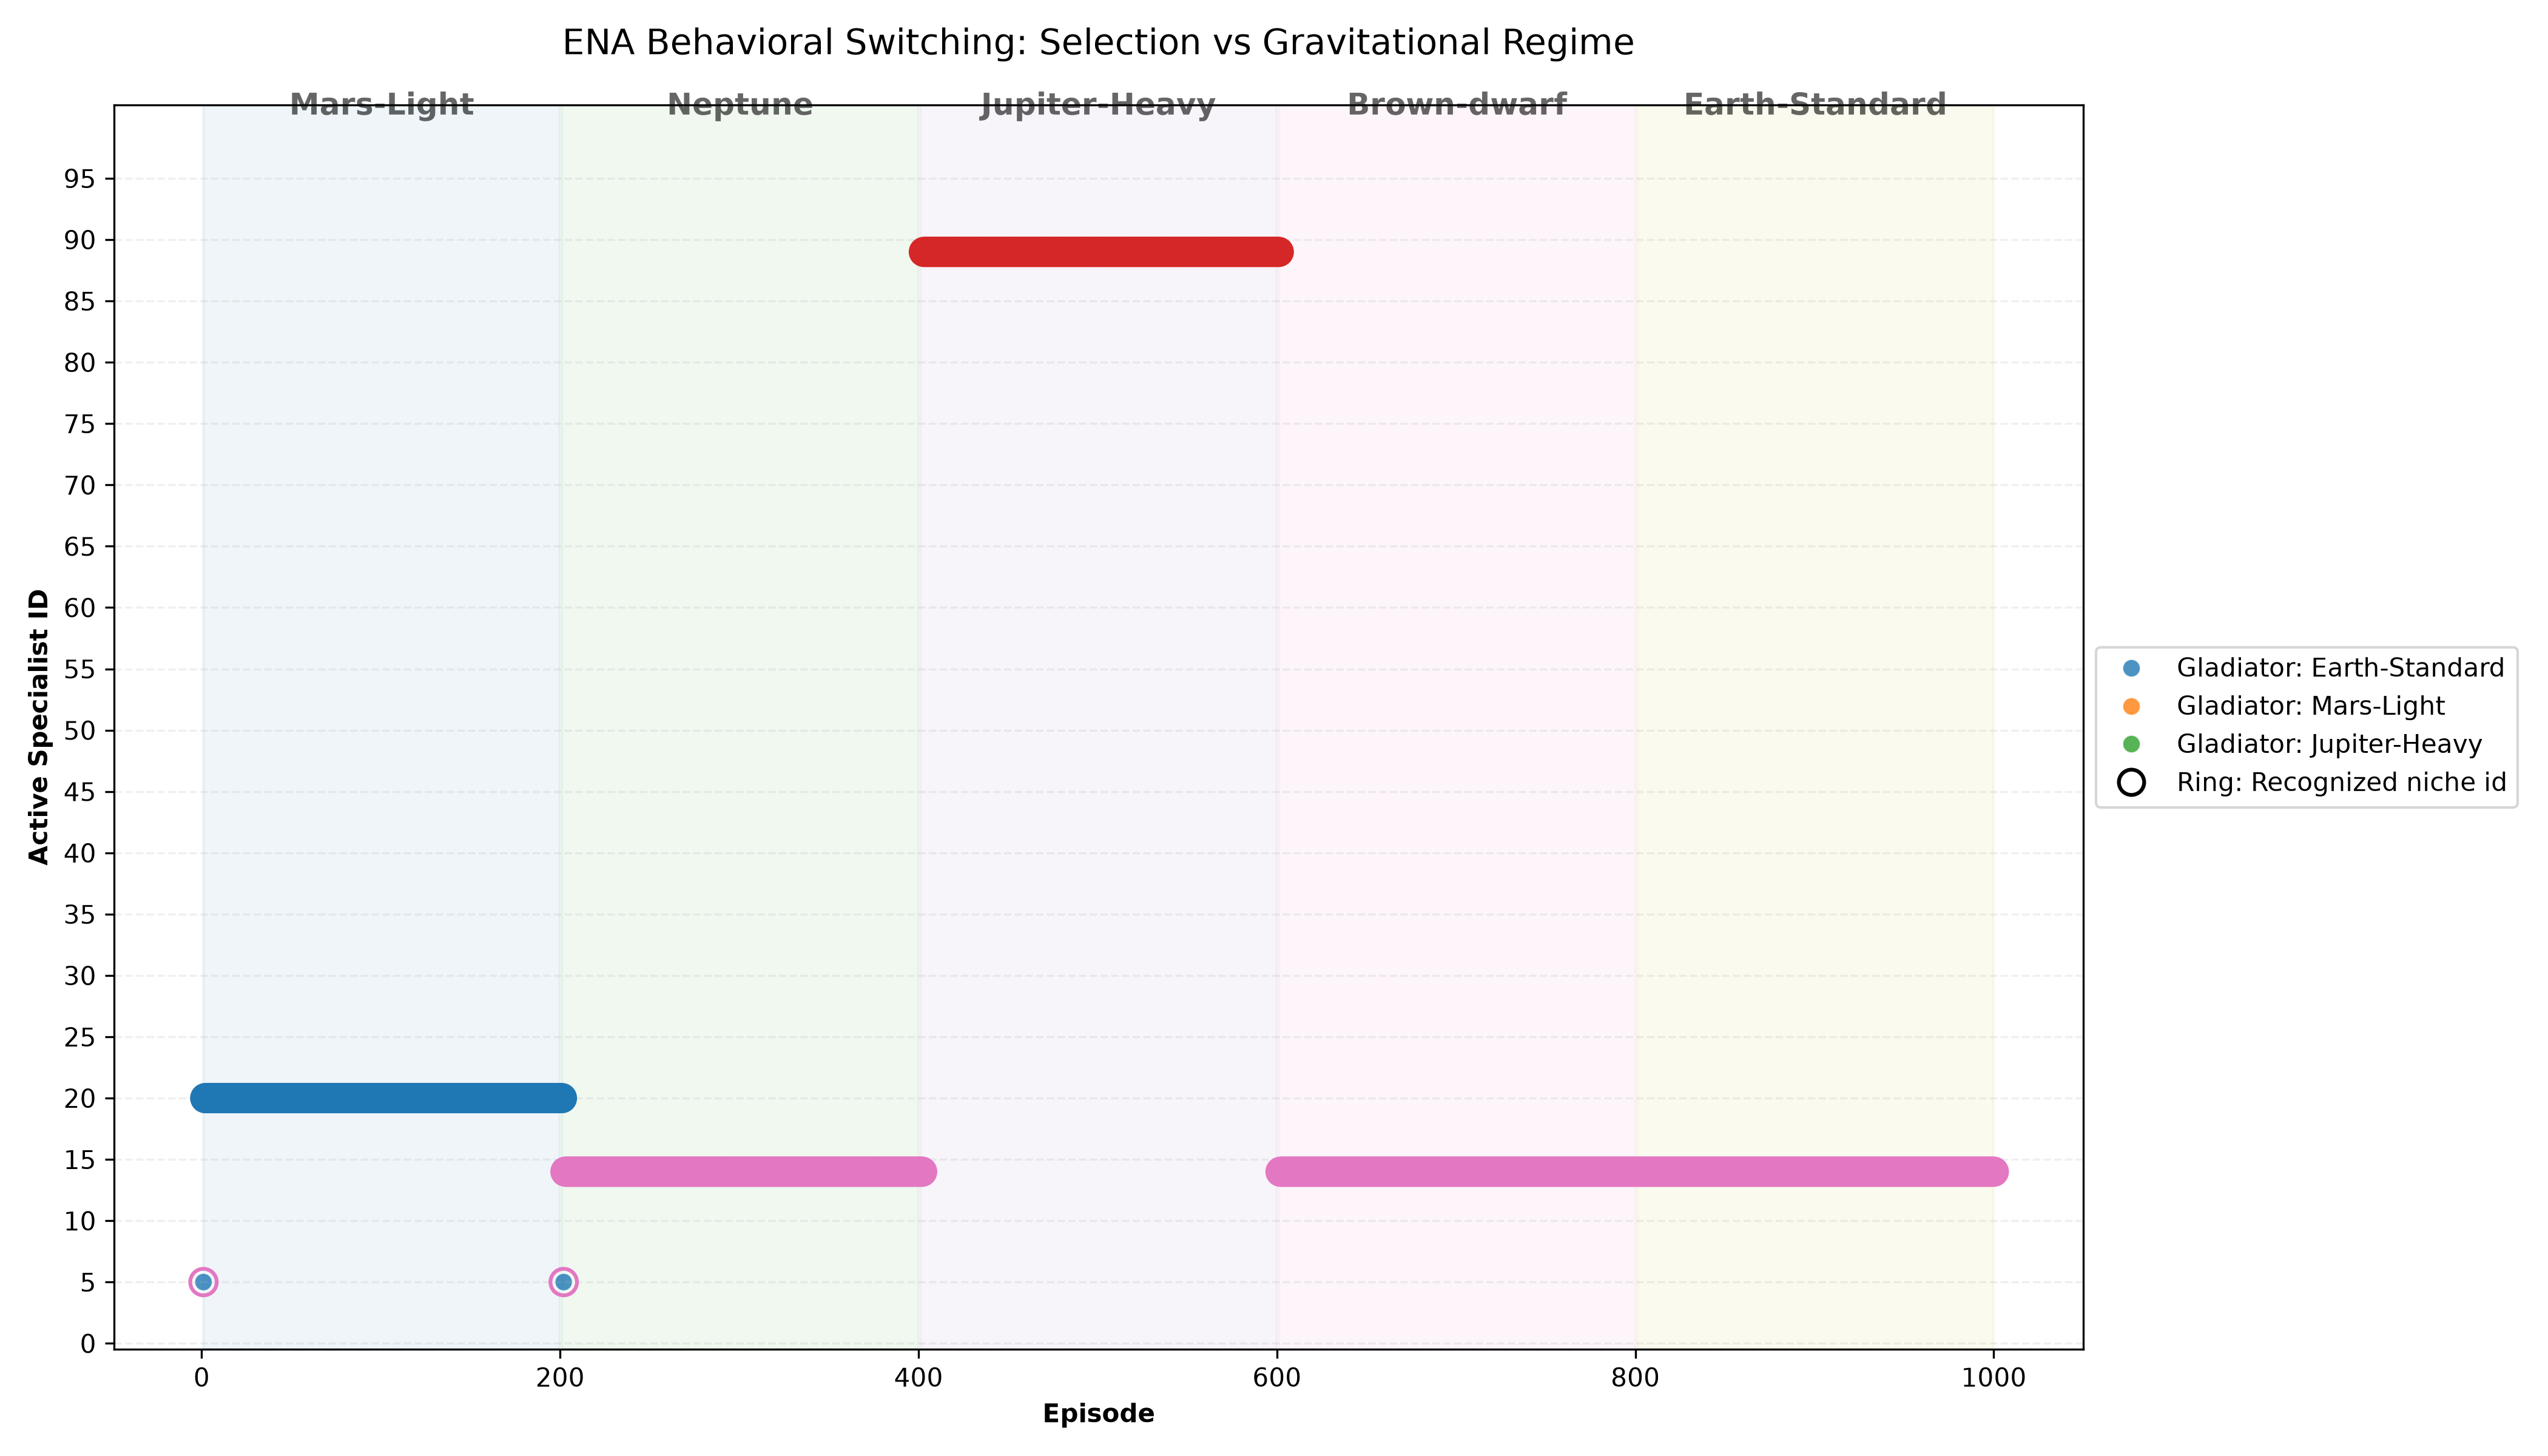 ENA Behavioral Switching: Selection vs Gravitational Regime
Mars-Light Neptune Jupiter-Heavy Brown-dwarf Earth-Standard
95
90
85
80
75
70
65
60
55
50
45
40
35
30
25
20
15
10
5
0
Active Specialist ID
0 200 400 600 800 1000
Episode
Gladiator: Earth-Standard
Gladiator: Mars-Light
Gladiator: Jupiter-Heavy
Ring: Recognized niche id